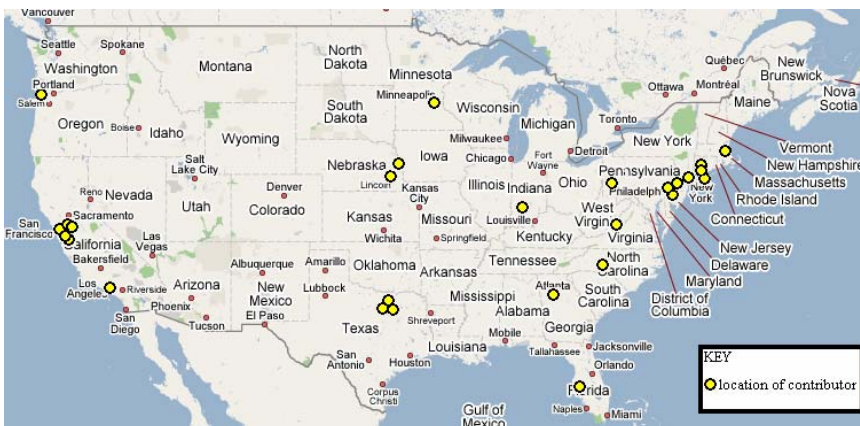 Vancouver
Seattle
Spokane
Washington
Portland
Salem
Oregon
Boise
Idaho
Montana
North
Dakota
South
Dakota
Wyoming
Minnesota
Minneapolis
Wisconsin
Milwaukee
Michigan
Detroit
Chicago
Fort
Wayne
Toronto
Ottawa
Montréal
Québec
New
Brunswick
Nova
Scotia
Maine
New York
Vermont
New Hampshire
Massachusetts
Rhode Island
Connecticut
New Jersey
Delaware
Maryland
District of
Columbia
Salt
Lake City
Reno
Nevada
Utah
Sacramento
San
Francisco
California
Bakersfield
Las
Vegas
Los
Angeles
Riverside
San
Diego
Denver
Colorado
Nebraska
Lincoln
Iowa
Kansas
City
Kansas
Wichita
Missouri
Springfield
Illinois
Indiana
Ohio
Pennsylvania
Philadelph
New
York
Louisville
Kentucky
West
Virgin
Virginia
Albuquerque
Amarillo
Arizona
Phoenix
Tucson
New
Mexico
El Paso
Lubbock
Oklahoma
Arkansas
Tennessee
North
Carolina
South
Carolina
Atlanta
Mississippi
Alabama
Georgia
Texas
Shreveport
Louisiana
Mobile
Tallahassee
Jacksonville
Orlando
Florida
Naples
Miami
San
Antonio
Houston
Corpus
Christi
Gulf of
Mexico
KEY
location of contributor